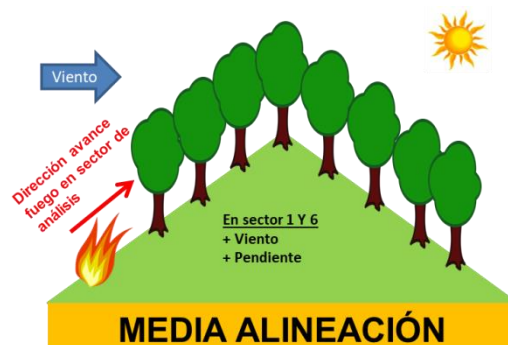 Viento
Dirección avance
fuego en sector de
análisis
En sector 1 Y 6
+ Viento
+ Pendiente
MEDIA ALINEACIÓN